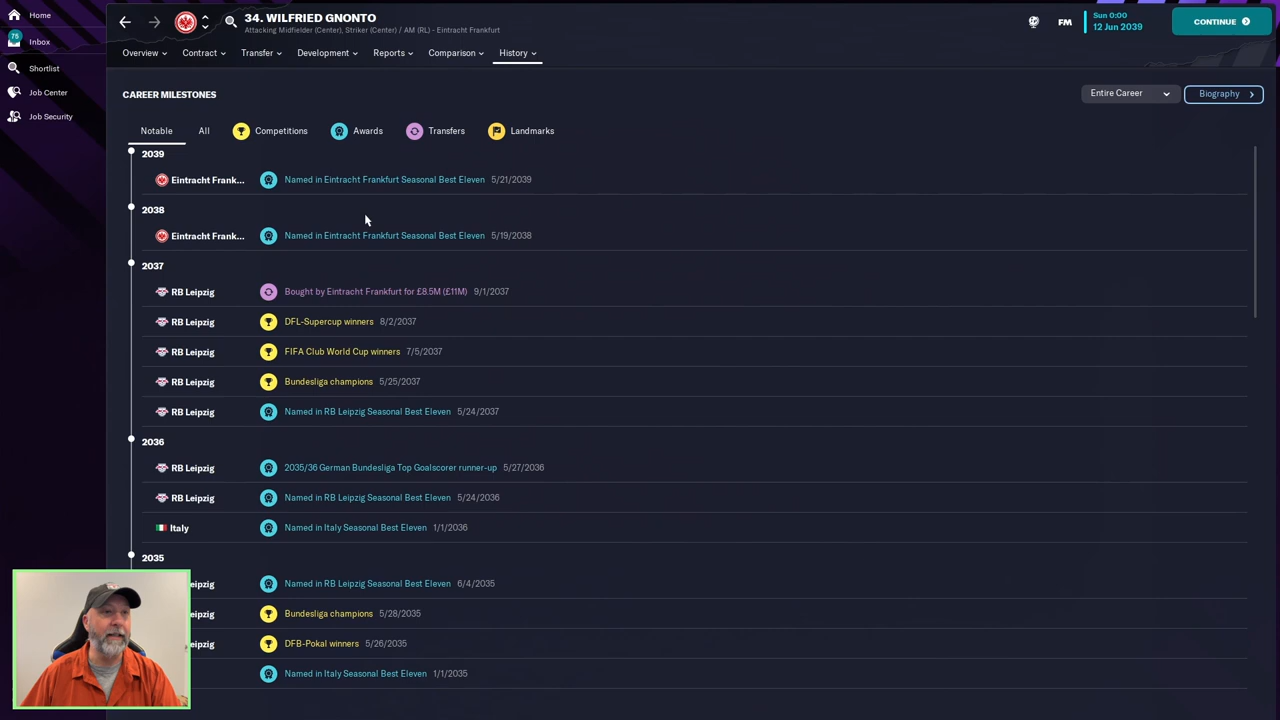 Home
34. WILFRIED GNONTO
Attacking Midfielder (Center), Striker (Center) / AM (RL) - Eintracht Frankfurt
FM
Sun 0:00
12 Jun 2039
CONTINUE
75
Inbox
Shortlist
Job Center
Job Security
Overview
Contract
Transfer
Development
Reports
Comparison
History
CAREER MILESTONES
Entire Career
Biography
Notable
All
Competitions
Awards
Transfers
Landmarks
2039
Eintracht Frank... Named in Eintracht Frankfurt Seasonal Best Eleven 5/21/2039
2038
Eintracht Frank... Named in Eintracht Frankfurt Seasonal Best Eleven 5/19/2038
2037
RB Leipzig Bought by Eintracht Frankfurt for £8.5M (£11M) 9/1/2037
RB Leipzig DFL-Supercup winners 8/2/2037
RB Leipzig FIFA Club World Cup winners 7/5/2037
RB Leipzig Bundesliga champions 5/25/2037
RB Leipzig Named in RB Leipzig Seasonal Best Eleven 5/24/2037
2036
RB Leipzig 2035/36 German Bundesliga Top Goalscorer runner-up 5/27/2036
RB Leipzig Named in RB Leipzig Seasonal Best Eleven 5/24/2036
Italy Named in Italy Seasonal Best Eleven 1/1/2036
2035
eipzig Named in RB Leipzig Seasonal Best Eleven 6/4/2035
eipzig Bundesliga champions 5/28/2035
eipzig DFB-Pokal winners 5/26/2035
Named in Italy Seasonal Best Eleven 1/1/2035